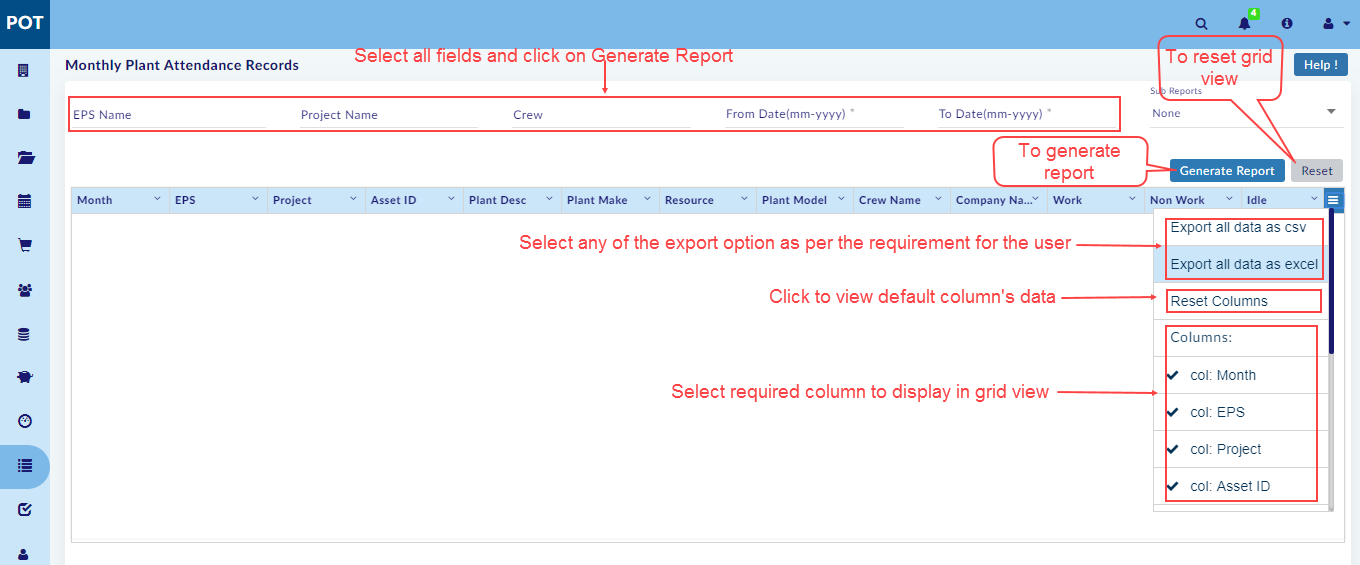 POT
4
Monthly Plant Attendance Records
Select all fields and click on Generate Report
To reset grid
view
Help !
EPS Name
Project Name
Crew
From Date(mm-yyyy) *
To Date(mm-yyyy) *
Sub Reports
None
To generate
report
Generate Report
Reset
Month
EPS
Project
Asset ID
Plant Desc
Plant Make
Resource
Plant Model
Crew Name
Company Na...
Work
Non Work
Idle
Select any of the export option as per the requirement for the user
Export all data as csv
Export all data as excel
Click to view default column's data
Reset Columns
Columns:
Select required column to display in grid view
col: Month
col: EPS
col: Project
col: Asset ID